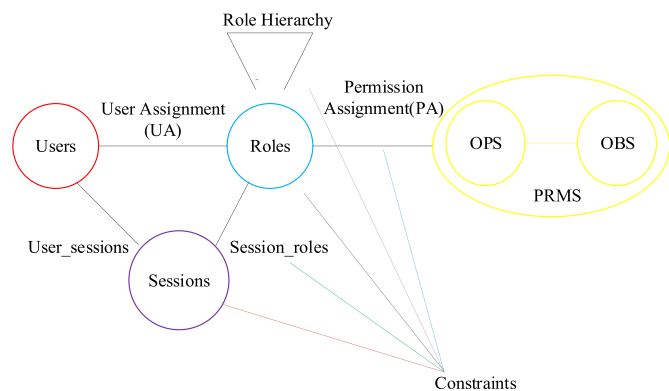 Role Hierarchy
User Assignment
(UA)
Permission
Assignment(PA)
Users
Roles
OPS
OBS
PRMS
User_sessions
Session_roles
Sessions
Constraints